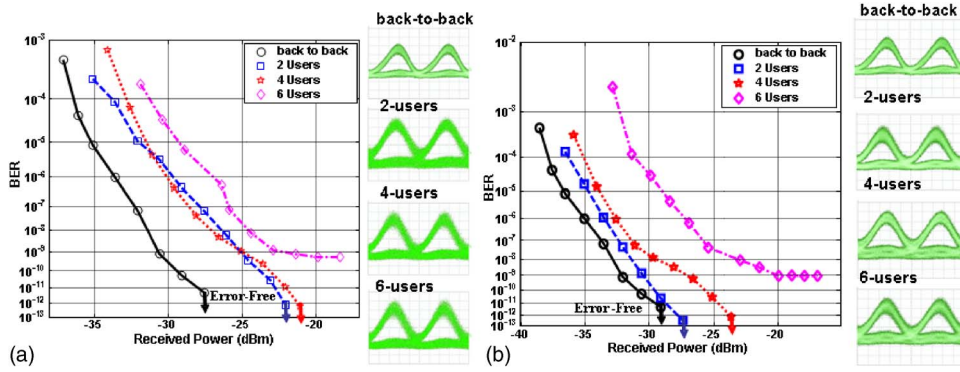 back-to-back
2-users
4-users
6-users
BER
10⁻³
10⁻⁴
10⁻⁵
10⁻⁶
10⁻⁷
10⁻⁸
10⁻⁹
10⁻¹⁰
10⁻¹¹
10⁻¹²
10⁻¹³
back to back
2 Users
4 Users
6 Users
Error-Free
-35 -30 -25 -20
Received Power (dBm)
(a)
back-to-back
2-users
4-users
6-users
BER
10⁻²
10⁻³
10⁻⁴
10⁻⁵
10⁻⁶
10⁻⁷
10⁻⁸
10⁻⁹
10⁻¹⁰
10⁻¹¹
10⁻¹²
10⁻¹³
back to back
2 Users
4 Users
6 Users
Error-Free
-40 -35 -30 -25 -20
Received Power (dBm)
(b)